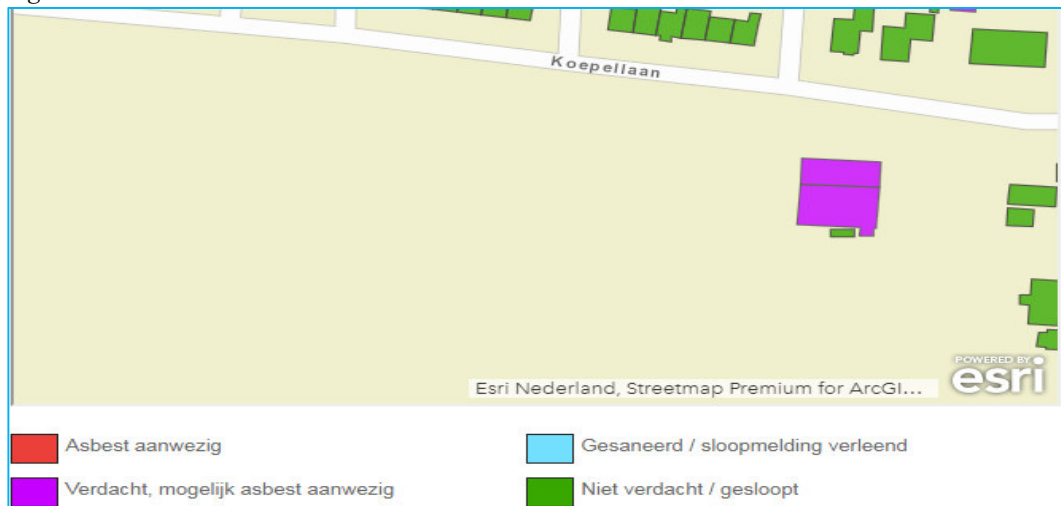 Koepellaan
POWERED BY
esri
Esri Nederland, Streetmap Premium for ArcGI...
Asbest aanwezig
Gesaneerd / sloopmelding verleend
Verdacht, mogelijk asbest aanwezig
Niet verdacht / gesloopt